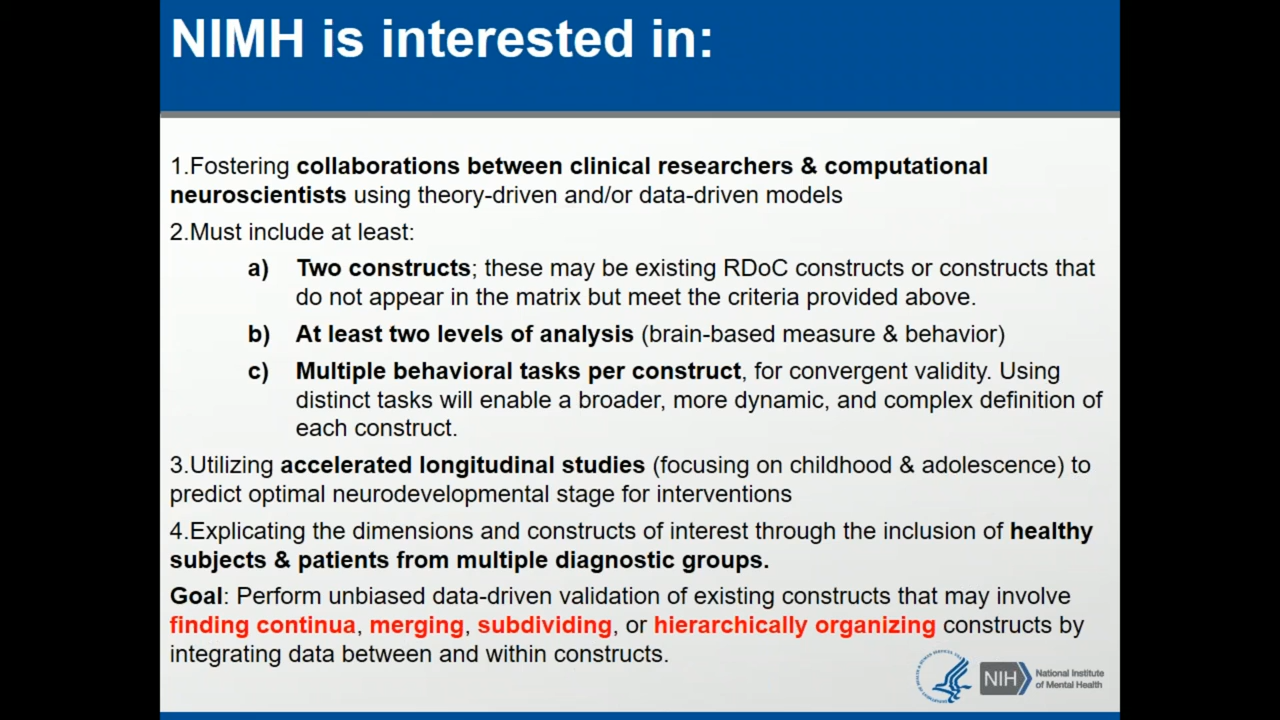 NIMH is interested in:
1.Fostering collaborations between clinical researchers & computational
neuroscientists using theory-driven and/or data-driven models
2.Must include at least:
a) Two constructs; these may be existing RDoC constructs or constructs that
do not appear in the matrix but meet the criteria provided above.
b) At least two levels of analysis (brain-based measure & behavior)
c) Multiple behavioral tasks per construct, for convergent validity. Using
distinct tasks will enable a broader, more dynamic, and complex definition of
each construct.
3.Utilizing accelerated longitudinal studies (focusing on childhood & adolescence) to
predict optimal neurodevelopmental stage for interventions
4.Explicating the dimensions and constructs of interest through the inclusion of healthy
subjects & patients from multiple diagnostic groups.
Goal: Perform unbiased data-driven validation of existing constructs that may involve
finding continua, merging, subdividing, or hierarchically organizing constructs by
integrating data between and within constructs.
NIH
National Institute
of Mental Health